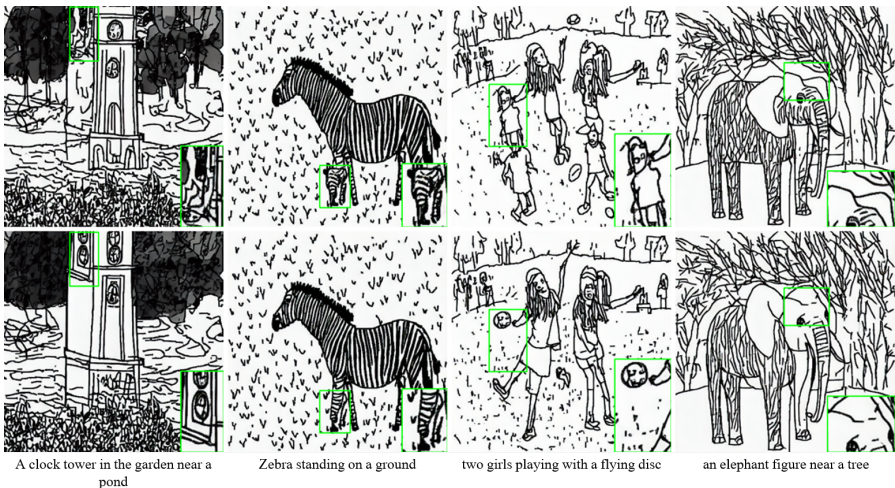 A clock tower in the garden near a
pond
Zebra standing on a ground
two girls playing with a flying disc
an elephant figure near a tree